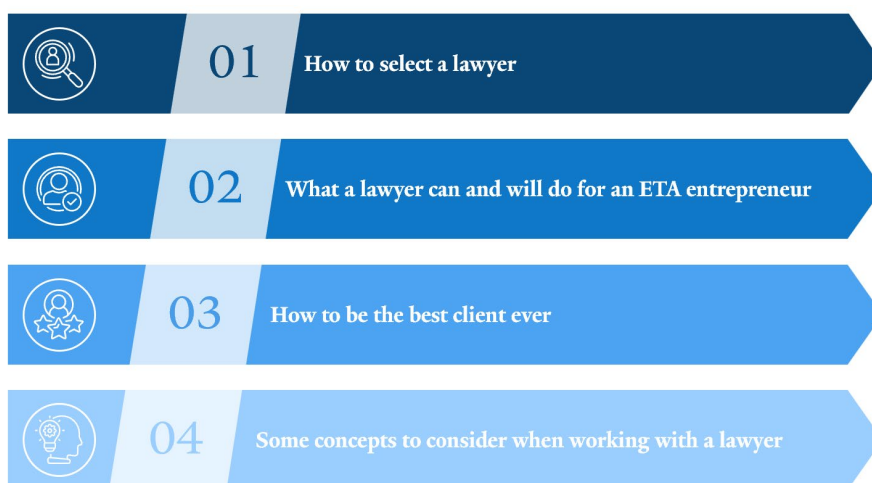 01 How to select a lawyer
02 What a lawyer can and will do for an ETA entrepreneur
03 How to be the best client ever
04 Some concepts to consider when working with a lawyer